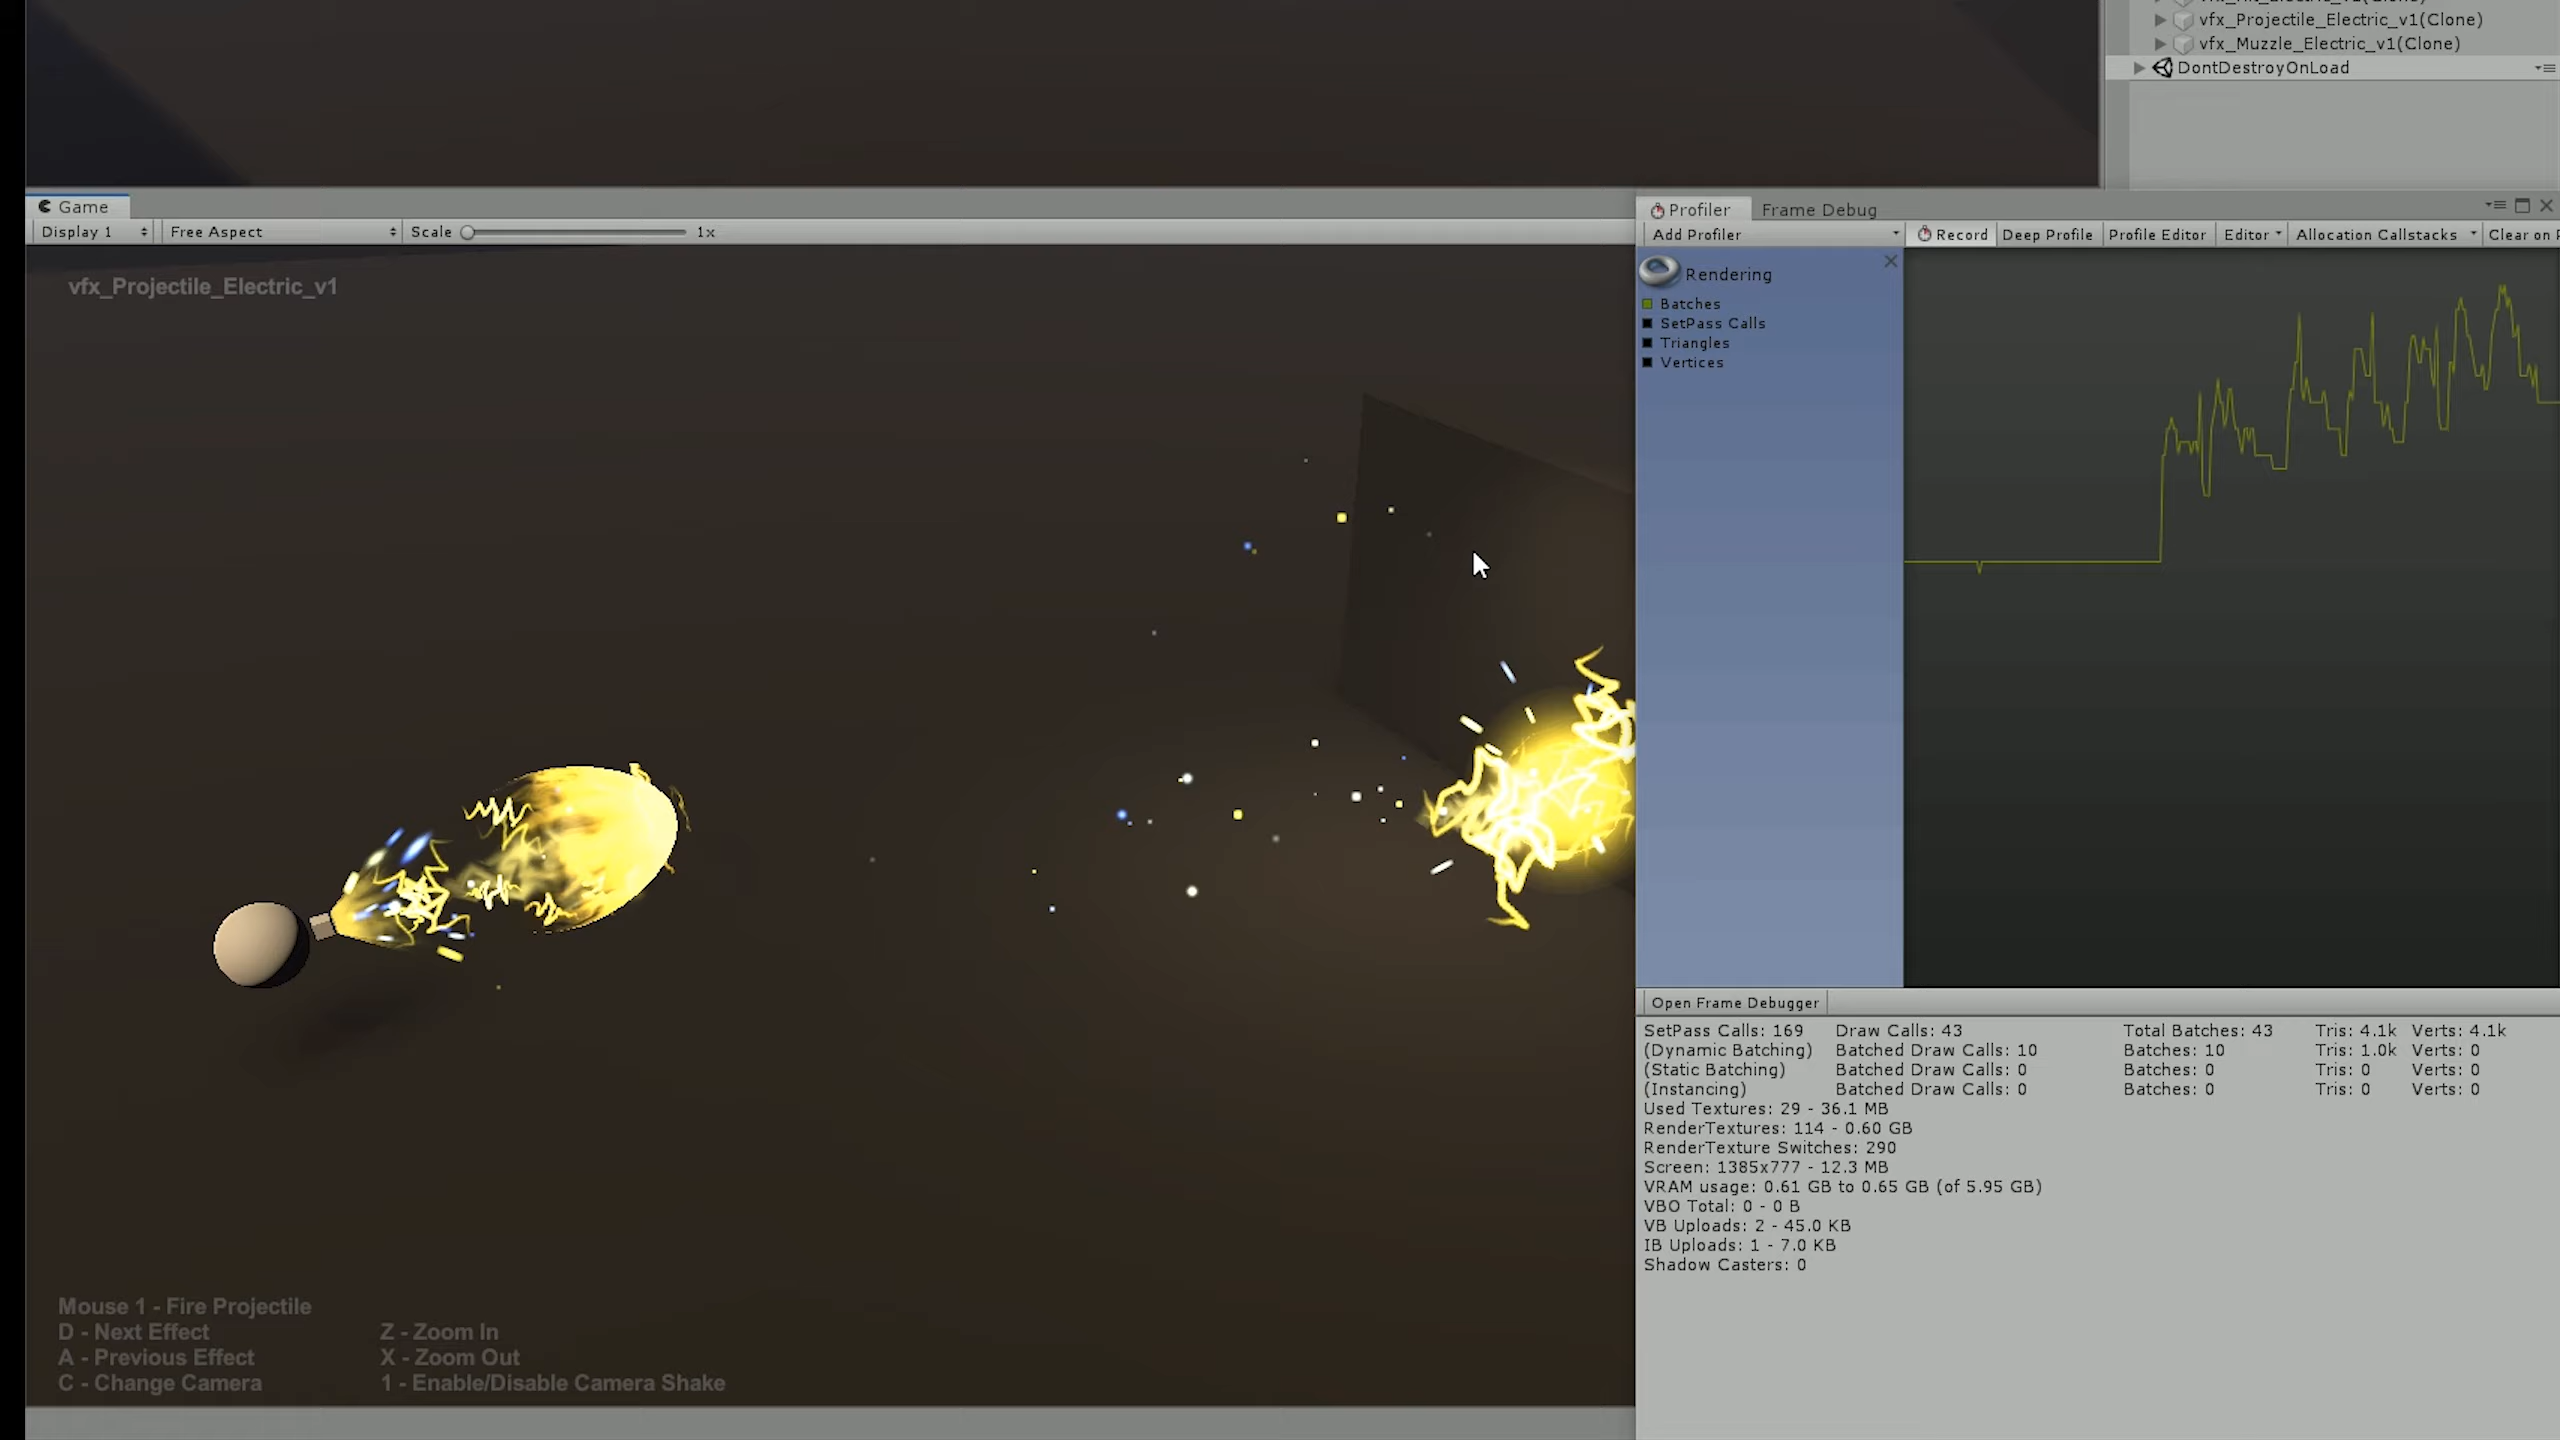 vfx_Projectile_Electric_v1(Clone)
vfx_Muzzle_Electric_v1(Clone)
DontDestroyOnLoad
Game
Display 1 Free Aspect Scale 1x
vfx_Projectile_Electric_v1
Mouse 1 - Fire Projectile
D - Next Effect Z - Zoom In
A - Previous Effect X - Zoom Out
C - Change Camera 1 - Enable/Disable Camera Shake
Profiler Frame Debug
Add Profiler Record Deep Profile Profile Editor Editor Allocation Callstacks Clear on
Rendering
Batches
SetPass Calls
Triangles
Vertices
Open Frame Debugger
SetPass Calls: 169 Draw Calls: 43 Total Batches: 43 Tris: 4.1k Verts: 4.1k
(Dynamic Batching) Batched Draw Calls: 10 Batches: 10 Tris: 1.0k Verts: 0
(Static Batching) Batched Draw Calls: 0 Batches: 0 Tris: 0 Verts: 0
(Instancing) Batched Draw Calls: 0 Batches: 0 Tris: 0 Verts: 0
Used Textures: 29 - 36.1 MB
RenderTextures: 114 - 0.60 GB
RenderTexture Switches: 290
Screen: 1385x777 - 12.3 MB
VRAM usage: 0.61 GB to 0.65 GB (of 5.95 GB)
VBO Total: 0 - 0 B
VB Uploads: 2 - 45.0 KB
IB Uploads: 1 - 7.0 KB
Shadow Casters: 0